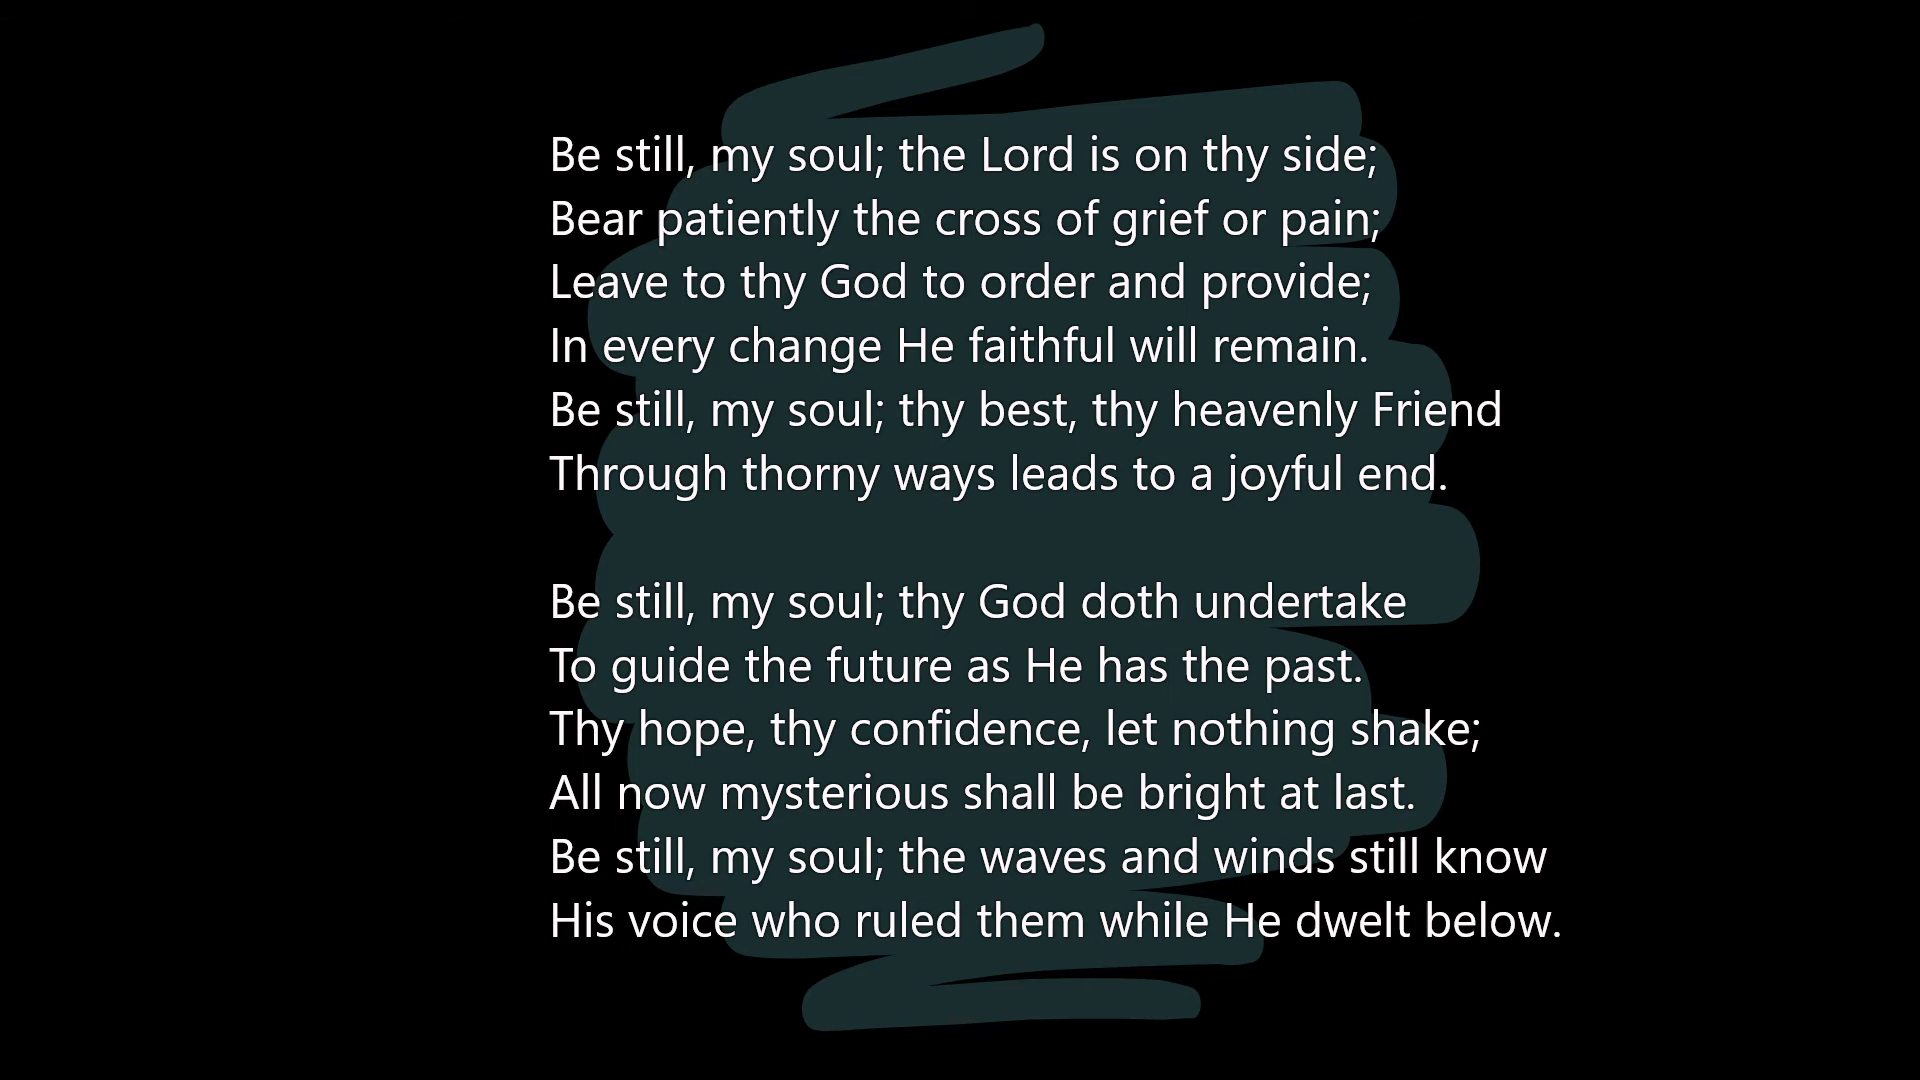 Be still, my soul; the Lord is on thy side;
Bear patiently the cross of grief or pain;
Leave to thy God to order and provide;
In every change He faithful will remain.
Be still, my soul; thy best, thy heavenly Friend
Through thorny ways leads to a joyful end.

Be still, my soul; thy God doth undertake
To guide the future as He has the past.
Thy hope, thy confidence, let nothing shake;
All now mysterious shall be bright at last.
Be still, my soul; the waves and winds still know
His voice who ruled them while He dwelt below.